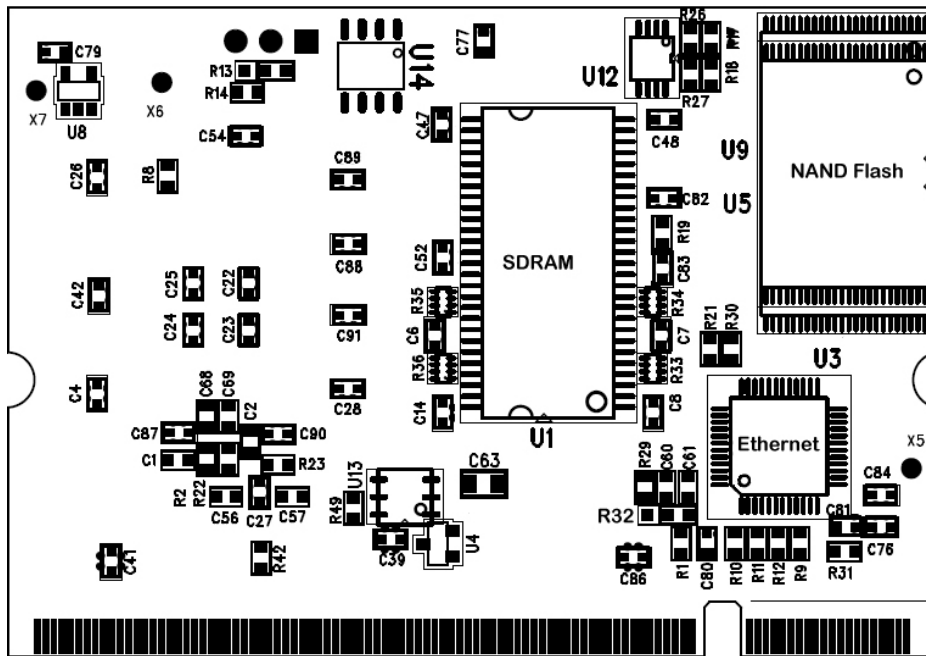 C79
R13
R14
U14
C77
R26
R17
U12
R18
R27
X7
U8
X6
C54
C47
C48
U9
NAND Flash
C26
R8
C89
C82
U5
R19
C88
C52
SDRAM
C83
C42
C25
C22
R35
R34
C24
C23
C91
C6
C7
R21
R30
R36
R33
U3
C4
C68
C69
C28
C14
C8
C2
C87
C90
U1
Ethernet
X5
C1
R23
U13
C63
R29
C60
C61
C84
R2
R22
C56
C27
C57
R49
R32
C81
C76
C41
R42
C39
U4
C86
R1
C80
R10
R11
R12
R9
R31